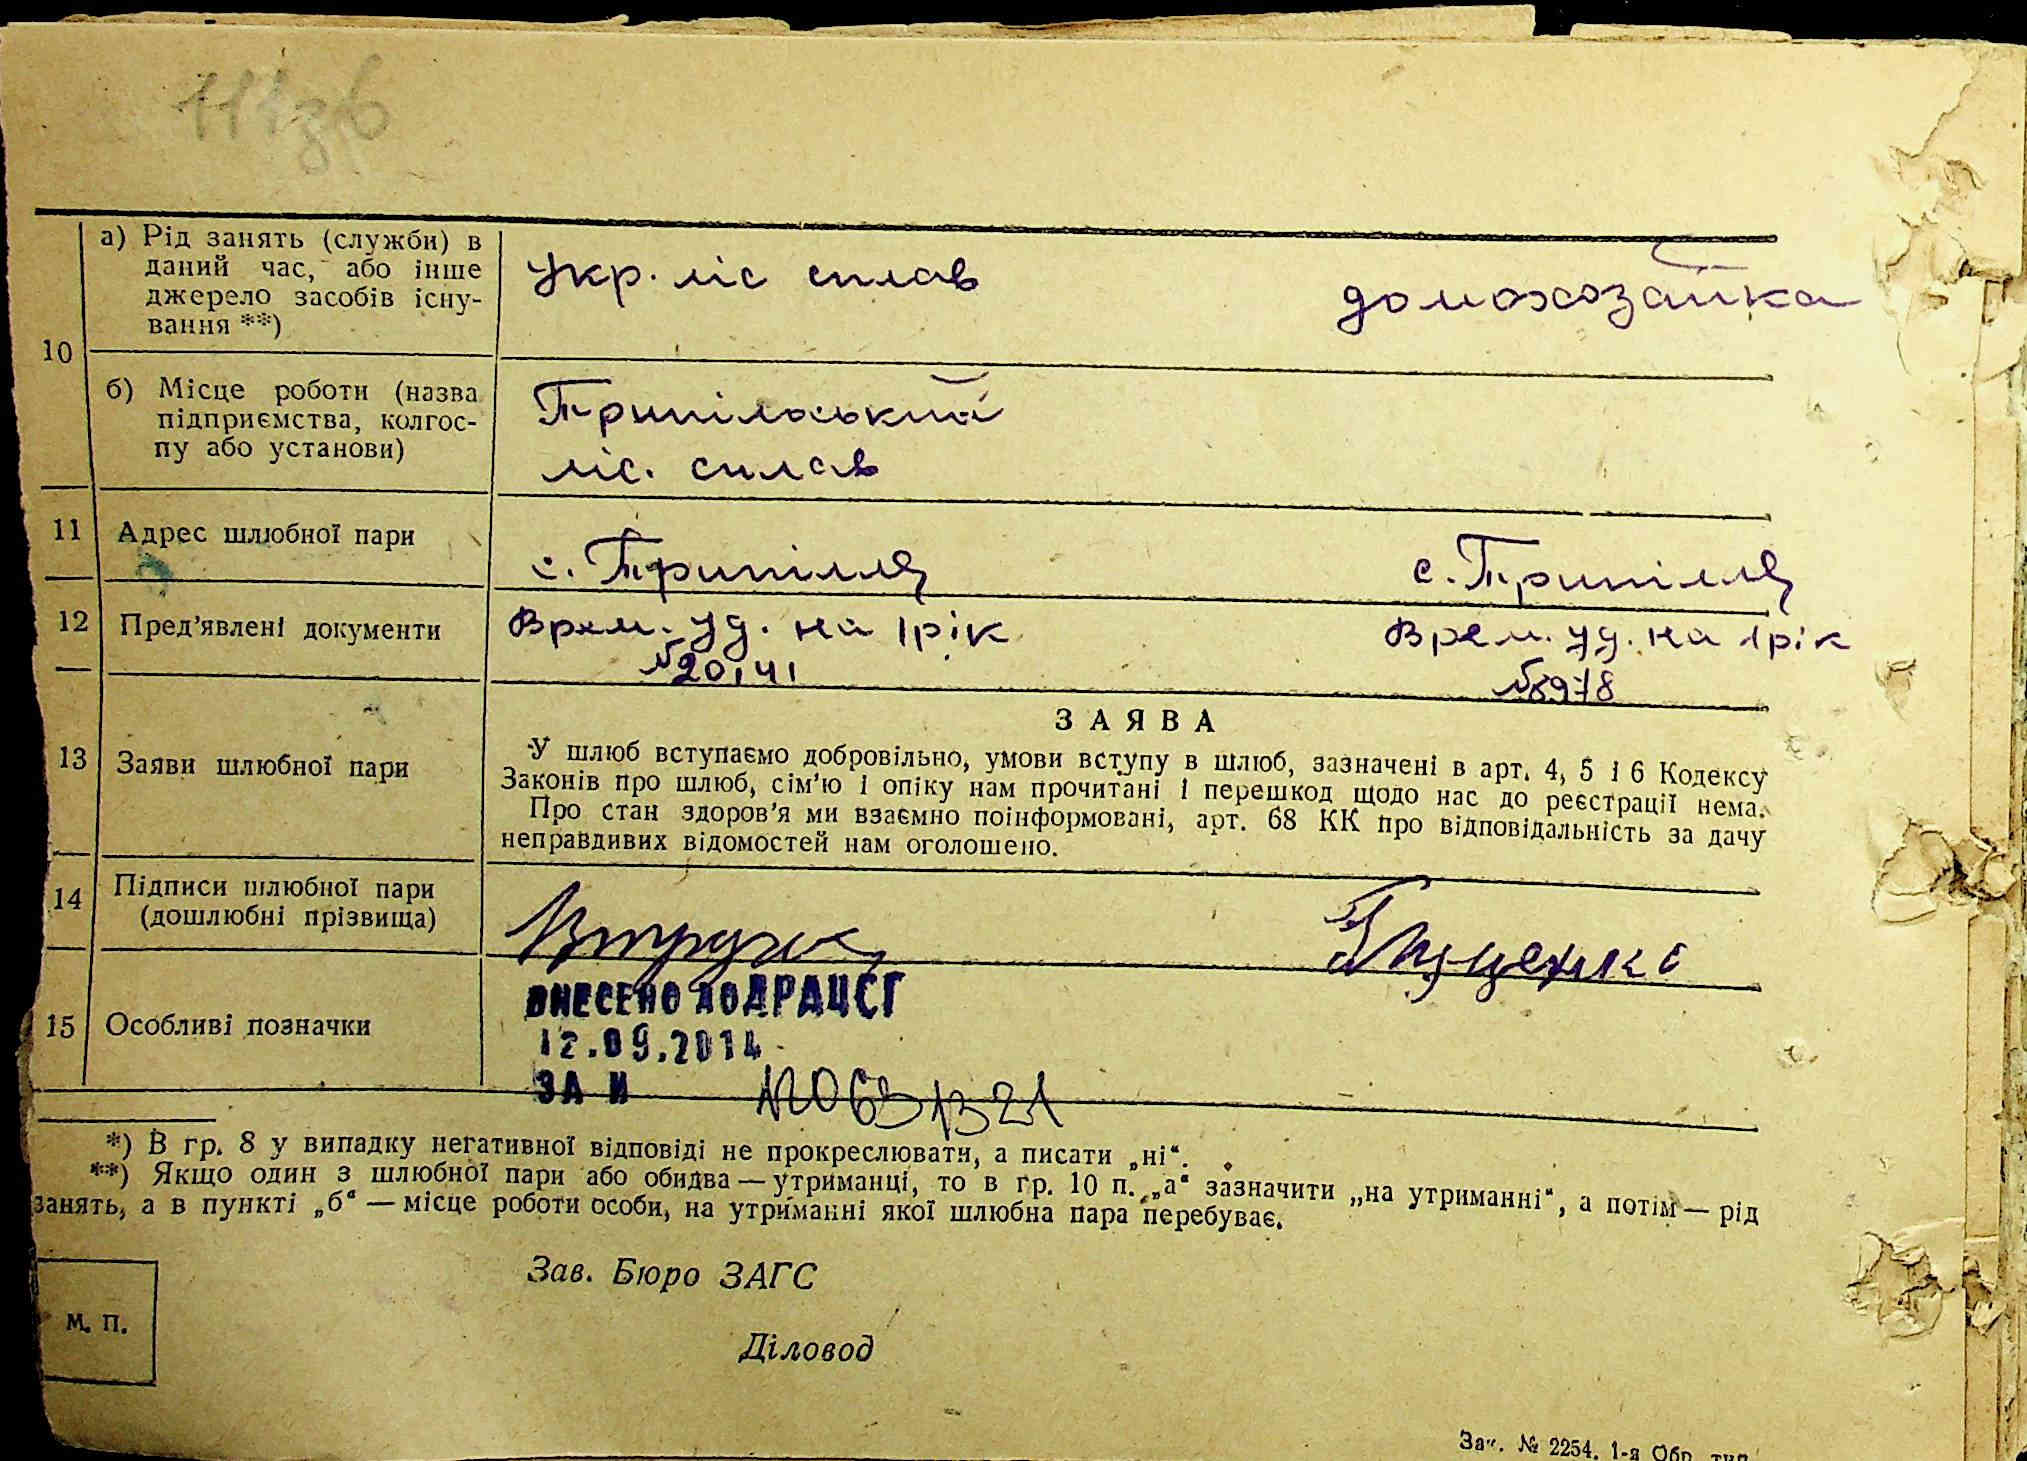 а) Рід занять (служби) в
даний час, або інше
джерело засобів існу-
вання **)
Укр. ліс сплав
домохозайка
10
б) Місце роботи (назва
підприємства, колгос-
пу або установи)
Трипільський
ліс. сплав
11 Адрес шлюбної пари
с. Трипілля
с. Трипілля
12 Пред'явлені документи
Врем. уд. на 1 рік
№20141
Врем. уд. на 1 рік
№8978
13 Заяви шлюбної пари
ЗАЯВА
У шлюб вступаємо добровільно, умови вступу в шлюб, зазначені в арт. 4, 5 і 6 Кодексу
Законів про шлюб, сім'ю і опіку нам прочитані і перешкод щодо нас до реєстрації нема.
Про стан здоров'я ми взаємно поінформовані, арт. 68 КК про відповідальність за дачу
неправдивих відомостей нам оголошено.
14 Підписи шлюбної пари
(дошлюбні прізвища)
15 Особливі позначки
ВНЕСЕНО ДО ДРАЦСГ
12.09.2014
ЗА И
*) В гр. 8 у випадку негативної відповіді не прокреслювати, а писати „ні“.
**) Якщо один з шлюбної пари або обидва — утриманці, то в гр. 10 п. „а“ зазначити „на утриманні“, а потім — рід
занять, а в пункті „б“ — місце роботи особи, на утриманні якої шлюбна пара перебуває.
Зав. Бюро ЗАГС
М. П.
Діловод
Зак. № 2254. 1-а Обр. тип.